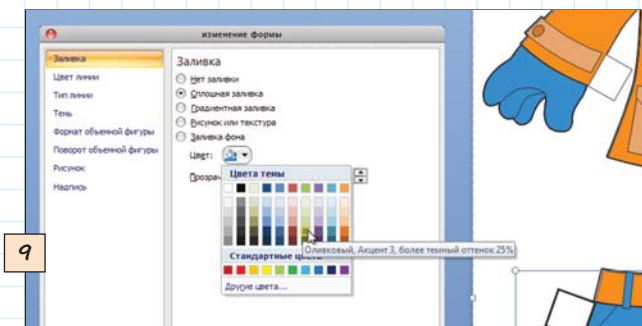 изменение формы
Заливка
Цвет линии
Тип линии
Тень
Формат объемной фигуры
Поворот объемной фигуры
Рисунок
Надпись
Заливка
Нет заливки
Сплошная заливка
Градиентная заливка
Рисунок или текстура
Заливка фона
Цвет:
Прозрач
Цвета темы
Оливковый, Акцент 3, более темный оттенок 25%
Стандартные цвета
Другие цвета...
9